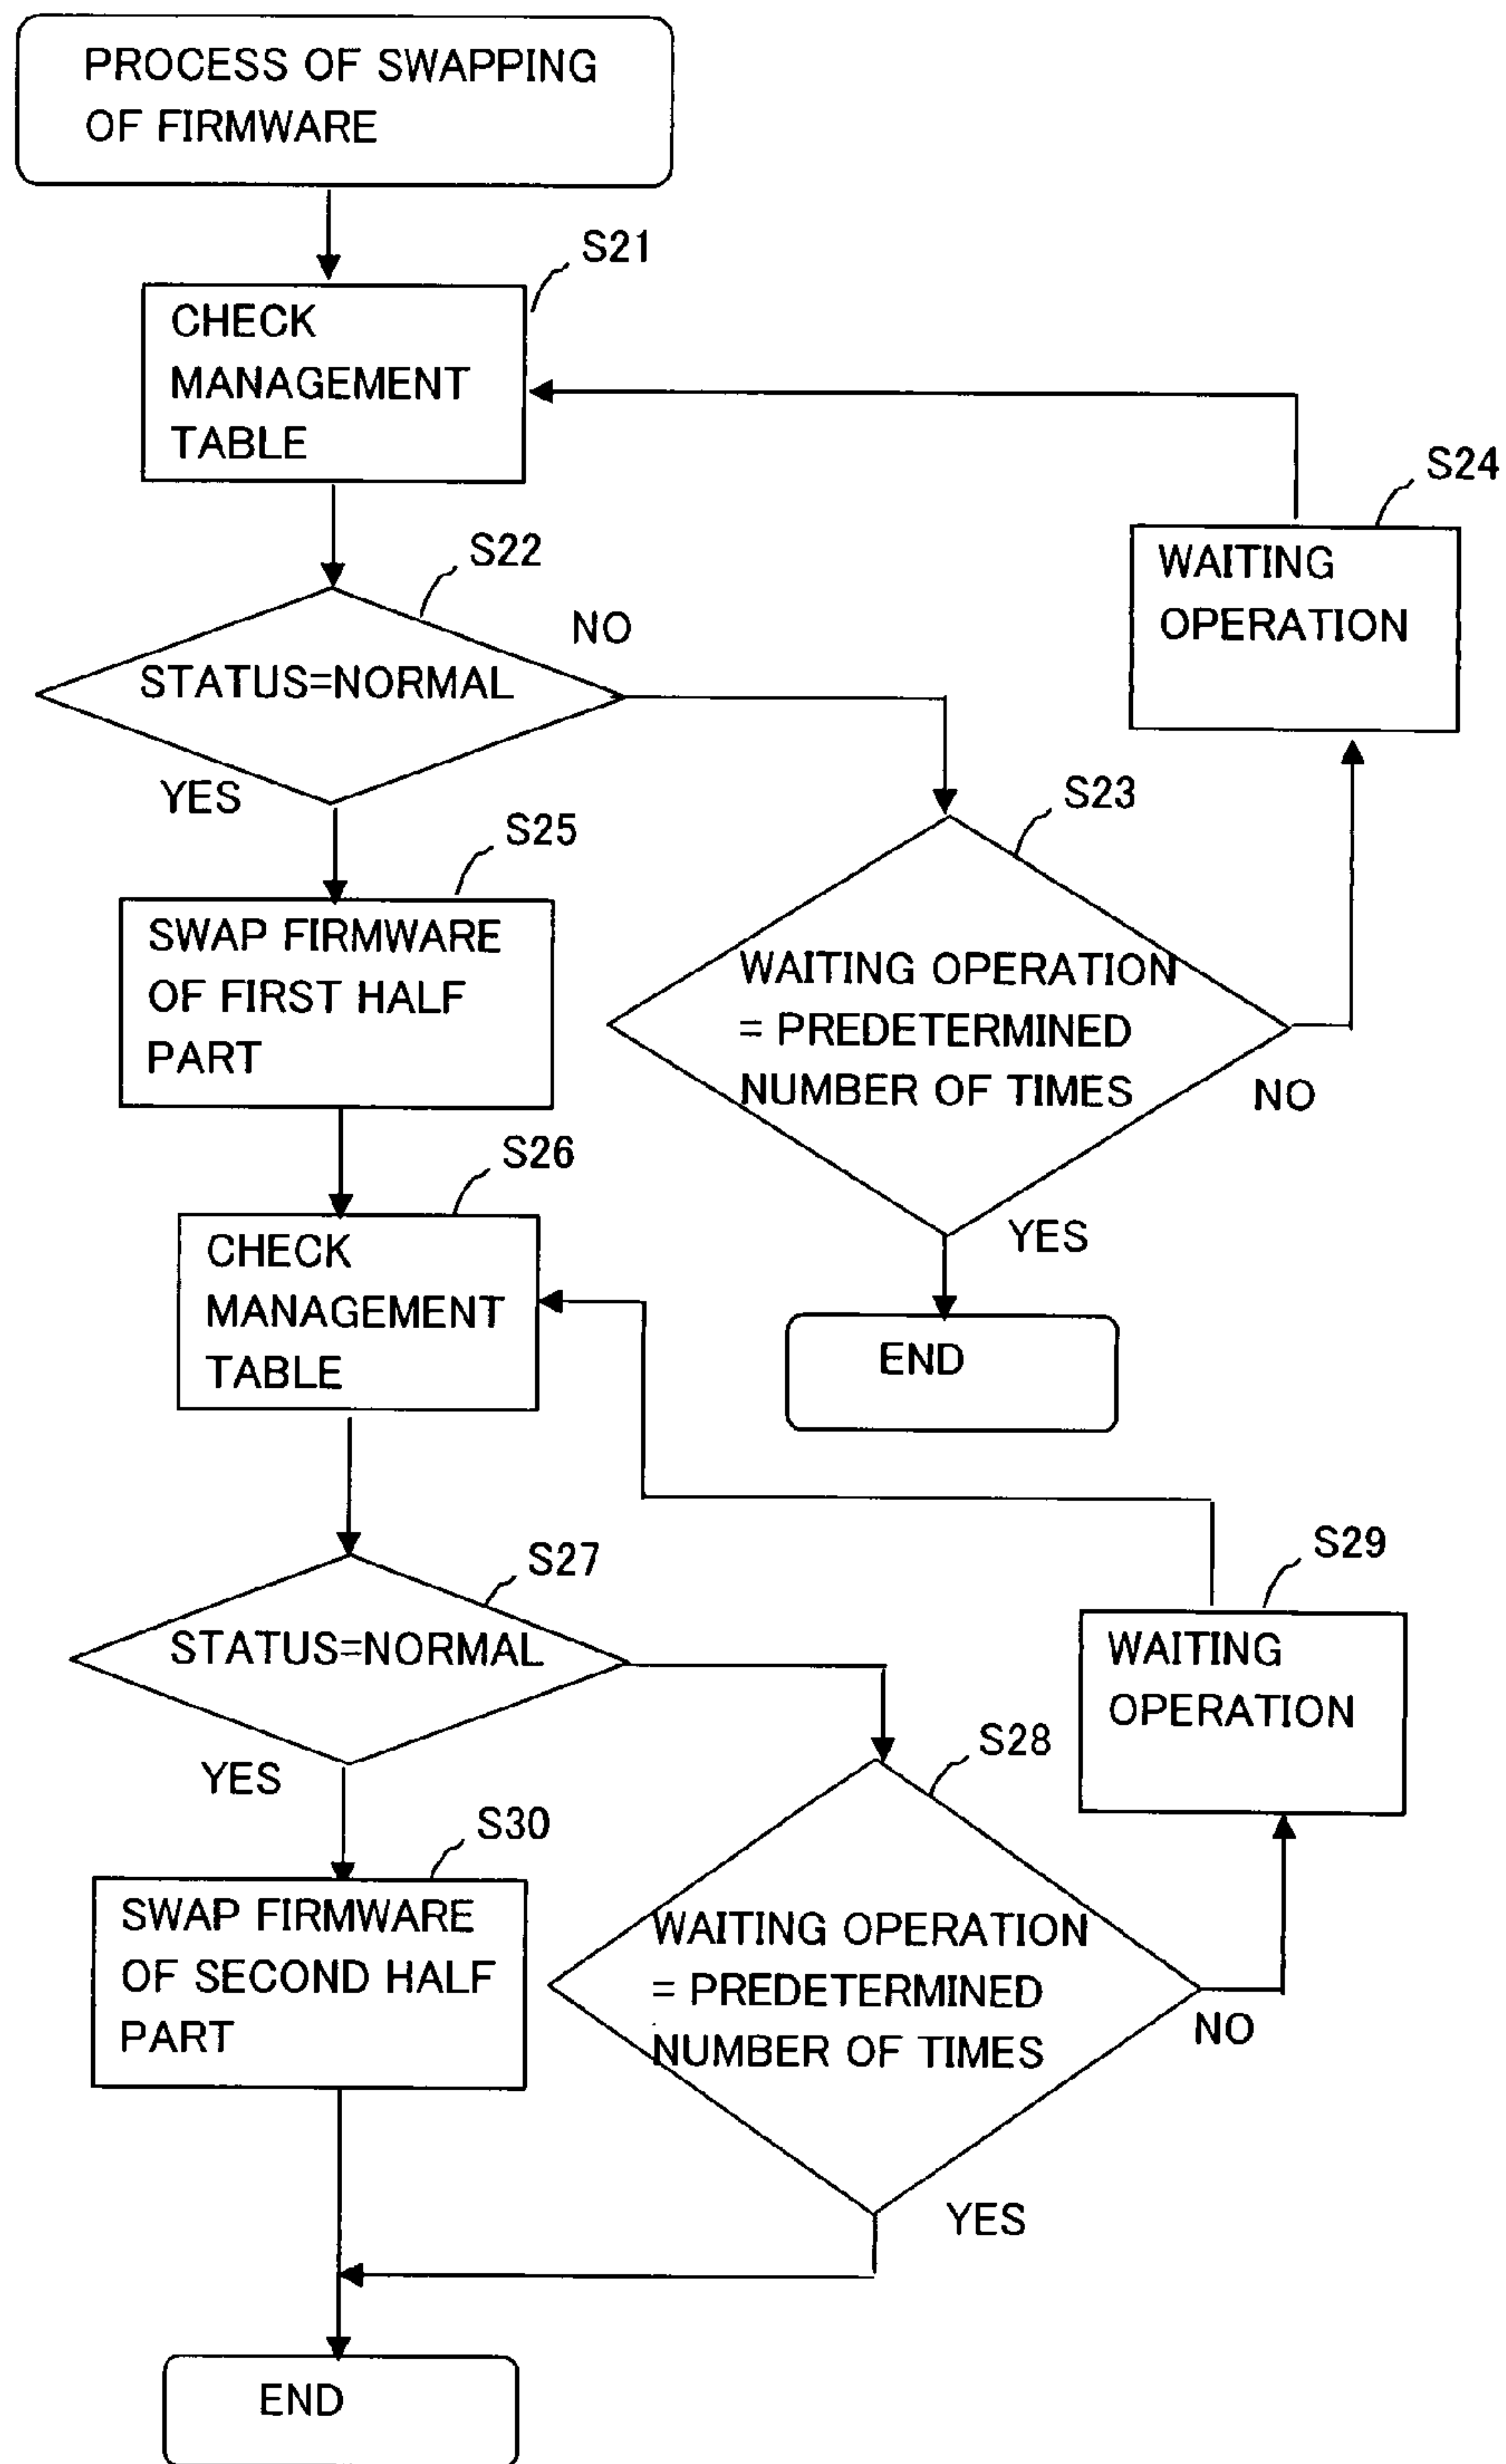 PROCESS OF SWAPPING
OF FIRMWARE
S21
CHECK
MANAGEMENT
TABLE
S24
WAITING
OPERATION
S22
NO
STATUS=NORMAL
YES
S23
S25
SWAP FIRMWARE
OF FIRST HALF
PART
WAITING OPERATION
= PREDETERMINED
NUMBER OF TIMES
NO
YES
END
S26
CHECK
MANAGEMENT
TABLE
S29
WAITING
OPERATION
S27
STATUS=NORMAL
YES
S28
S30
SWAP FIRMWARE
OF SECOND HALF
PART
WAITING OPERATION
= PREDETERMINED
NUMBER OF TIMES
NO
YES
END